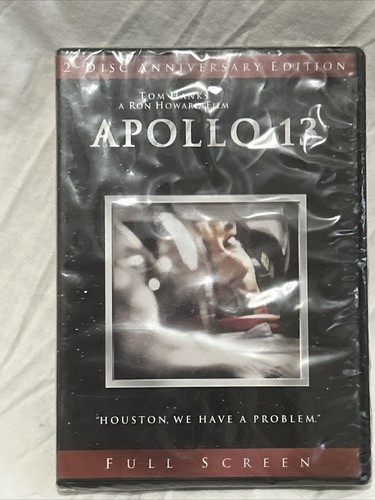 2-DISC ANNIVERSARY EDITION
TOM HANKS
A RON HOWARD FILM
APOLLO 13
"HOUSTON, WE HAVE A PROBLEM."
FULL SCREEN